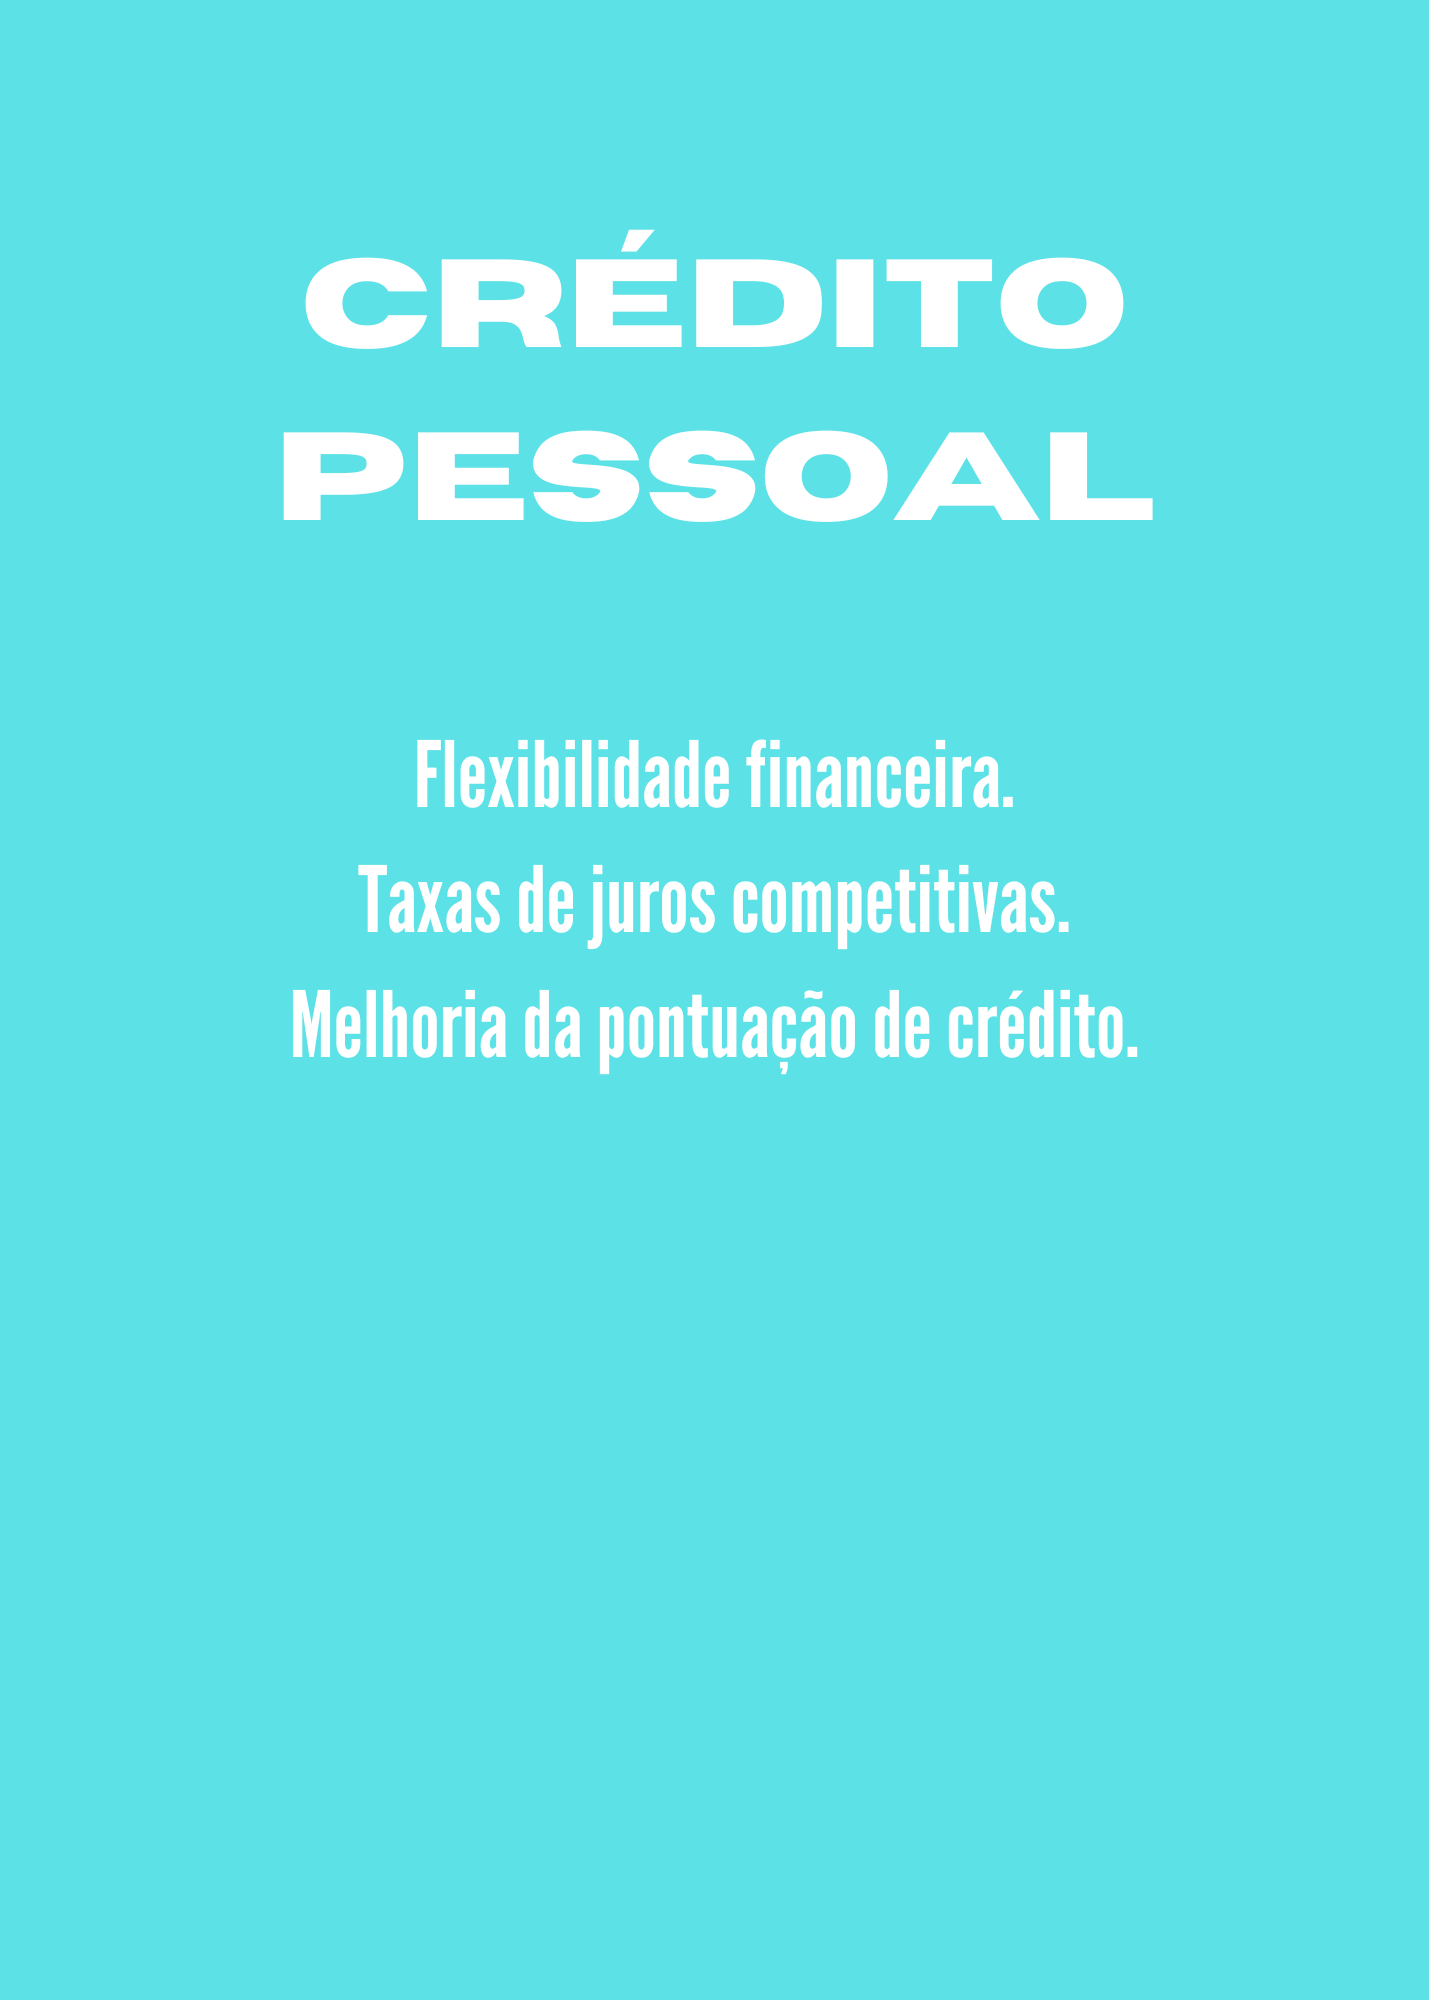 CRÉDITO
PESSOAL
Flexibilidade financeira.
Taxas de juros competitivas.
Melhoria da pontuação de crédito.